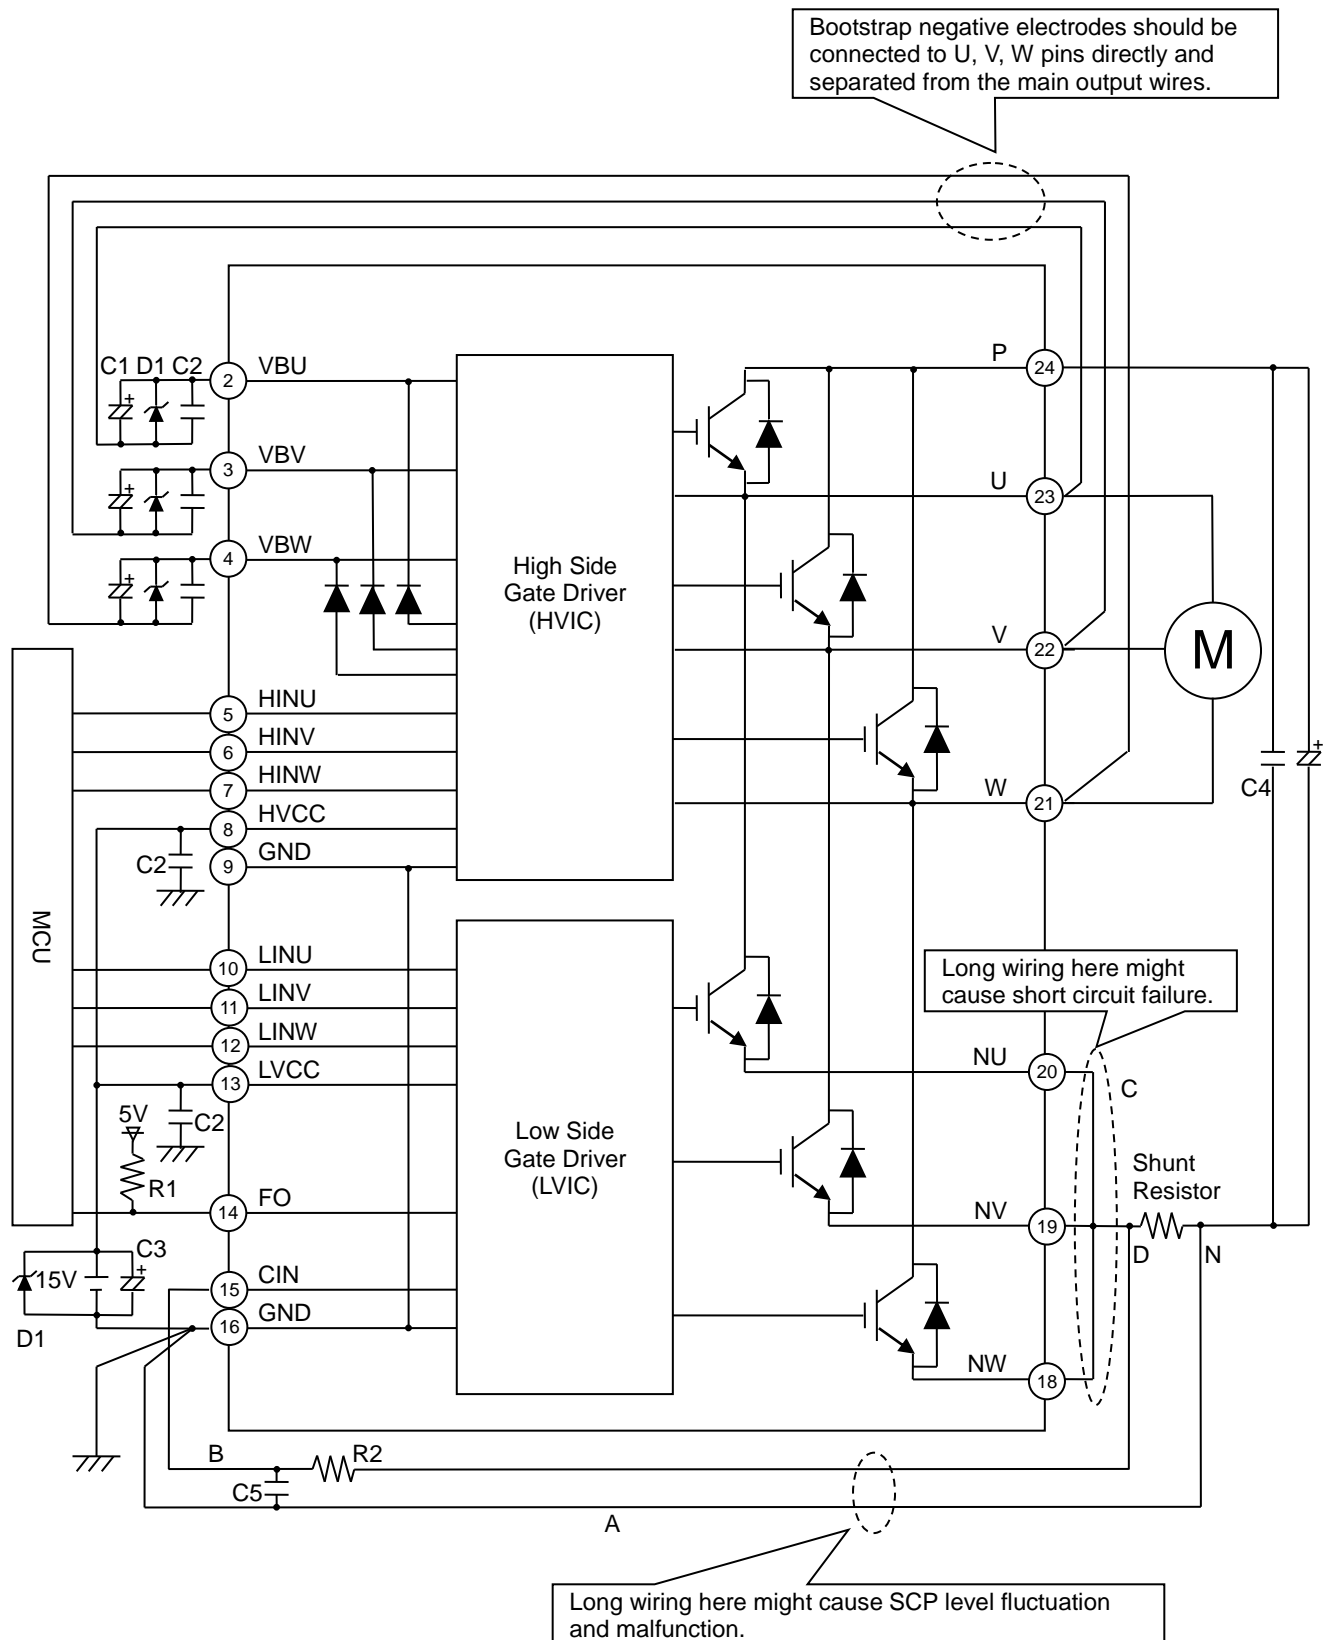 Bootstrap negative electrodes should be
connected to U, V, W pins directly and
separated from the main output wires.
C1 D1 C2
2
VBU
P
24
3
VBV
U
23
4
VBW
High Side
Gate Driver
(HVIC)
V
22
M
5
HINU
6
HINV
7
HINW
W
21
C4
+
8
HVCC
C2
9
GND
MCU
10
LINU
11
LINV
12
LINW
13
LVCC
C2
5V
R1
14
FO
Low Side
Gate Driver
(LVIC)
Long wiring here might
cause short circuit failure.
NU
20
C
Shunt
Resistor
NV
19
D
N
NW
18
C3
+
15V
D1
15
CIN
16
GND
+
+
+
B
R2
C5
A
Long wiring here might cause SCP level fluctuation
and malfunction.